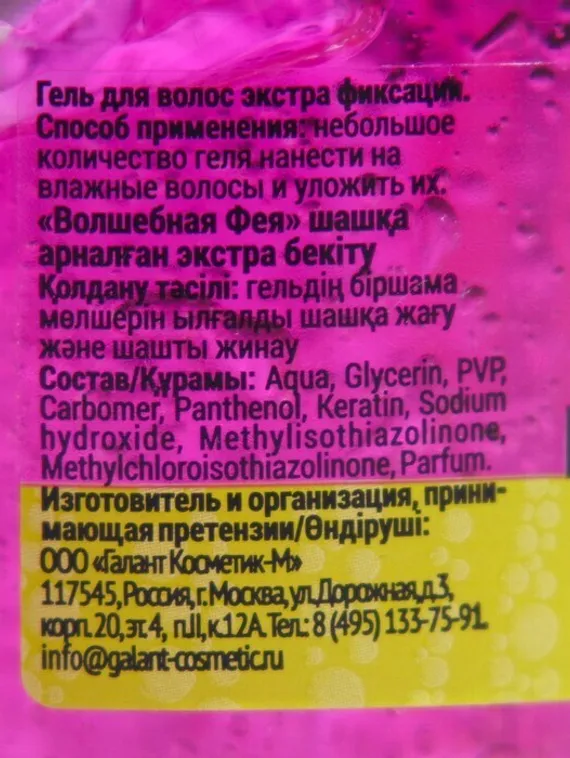 Гель для волос экстра фиксации.
Способ применения: небольшое
количество геля нанести на
влажные волосы и уложить их.
«Волшебная Фея» шашқа
арналған экстра бекіту
Қолдану тәсілі: гельдің біршама
мөлшерін ылғалды шашқа жағу
және шашты жинау
Состав/Құрамы: Aqua, Glycerin, PVP,
Carbomer, Panthenol, Keratin, Sodium
hydroxide, Methylisothiazolinone,
Methylchloroisothiazolinone, Parfum.
Изготовитель и организация, прини-
мающая претензии/Өндіруші:
ООО «Галант Косметик-М»
117545, Россия, г. Москва, ул. Дорожная, д.3,
корп. 20, эт. 4, п.II, к.12А. Тел.: 8 (495) 133-75-91.
info@galant-cosmetic.ru